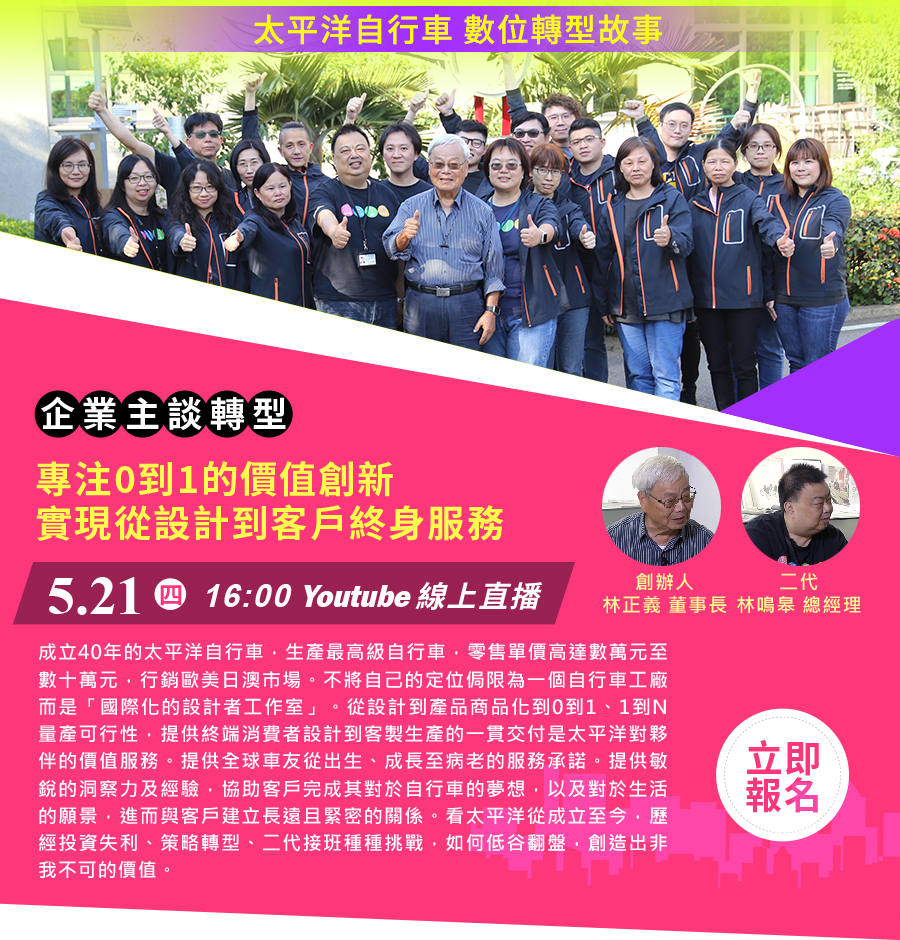 太平洋自行車 數位轉型故事
企業主談轉型
專注0到1的價值創新
實現從設計到客戶終身服務
5.21 四 16:00 Youtube 線上直播
創辦人
林正義 董事長
二代
林鳴皋 總經理
成立40年的太平洋自行車，生產最高級自行車，零售單價高達數萬元至
數十萬元，行銷歐美日澳市場。不將自己的定位侷限為一個自行車工廠
而是「國際化的設計者工作室」。從設計到產品商品化到0到1、1到N
量產可行性，提供終端消費者設計到客製生產的一貫交付是太平洋對夥
伴的價值服務。提供全球車友從出生、成長至病老的服務承諾。提供敏
銳的洞察力及經驗，協助客戶完成其對於自行車的夢想，以及對於生活
的願景，進而與客戶建立長遠且緊密的關係。看太平洋從成立至今，歷
經投資失利、策略轉型、二代接班種種挑戰，如何低谷翻盤，創造出非
我不可的價值。
立即
報名